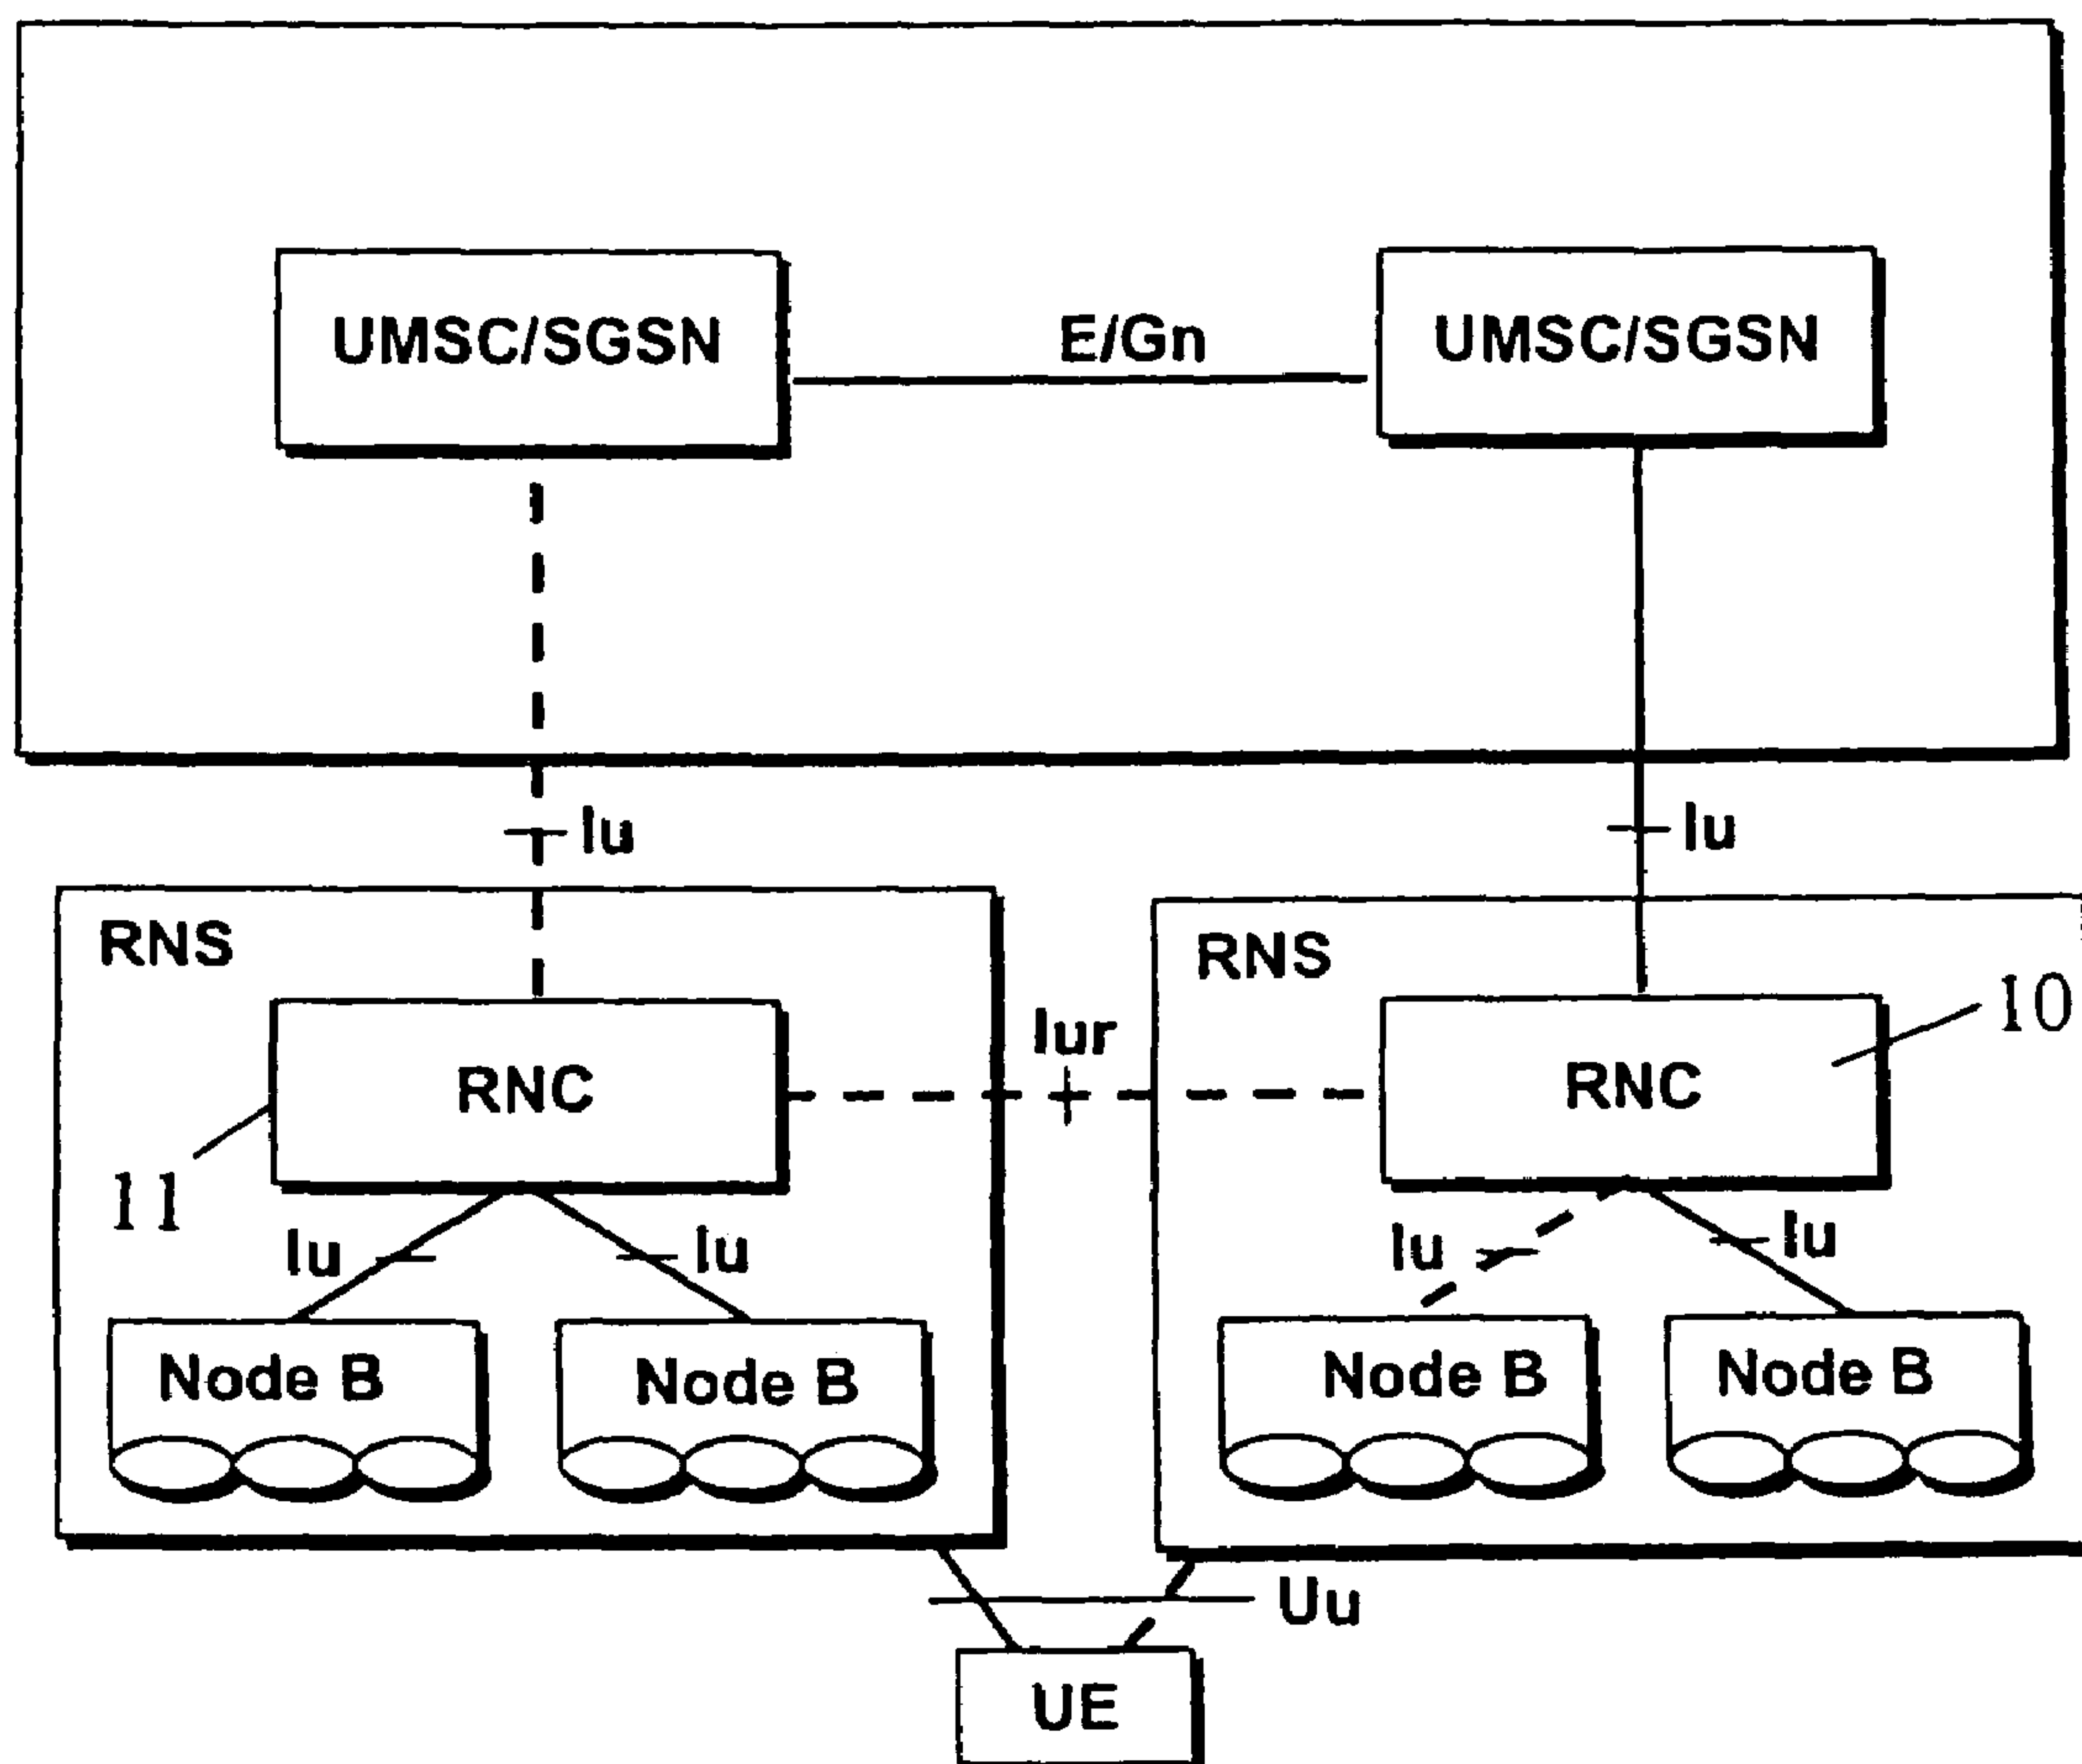 UMSC/SGSN
E/Gn
UMSC/SGSN
Iu
Iu
RNS
RNS
10
Iur
RNC
RNC
11
Iu
Iu
Iu
Iu
Node B
Node B
Node B
Node B
Uu
UE